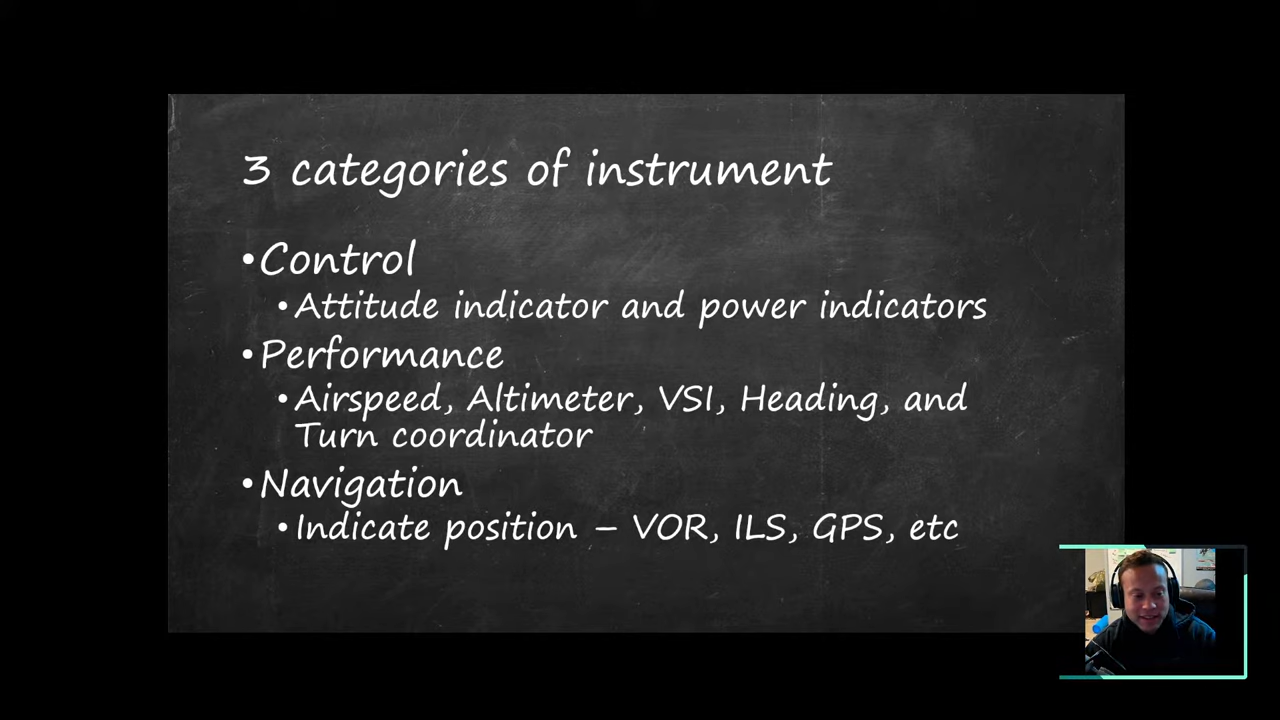 3 categories of instrument
•Control
•Attitude indicator and power indicators
•Performance
•Airspeed, Altimeter, VSI, Heading, and
Turn coordinator
•Navigation
•Indicate position – VOR, ILS, GPS, etc